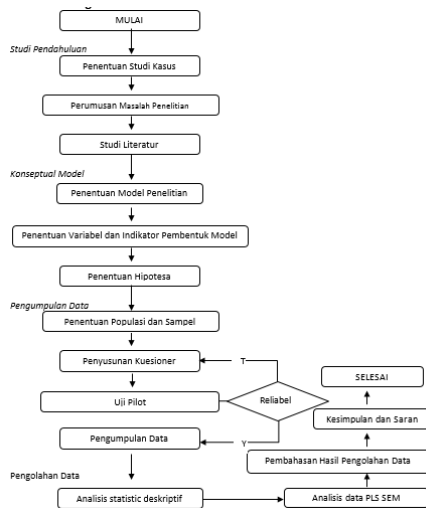 MULAI
Studi Pendahuluan
Penentuan Studi Kasus
Perumusan Masalah Penelitian
Studi Literatur
Konseptual Model
Penentuan Model Penelitian
Penentuan Variabel dan Indikator Pembentuk Model
Penentuan Hipotesa
Pengumpulan Data
Penentuan Populasi dan Sampel
Penyusunan Kuesioner
T
Uji Pilot
Reliabel
SELESAI
Kesimpulan dan Saran
Pengumpulan Data
Y
Pembahasan Hasil Pengolahan Data
Pengolahan Data
Analisis statistic deskriptif
Analisis data PLS SEM